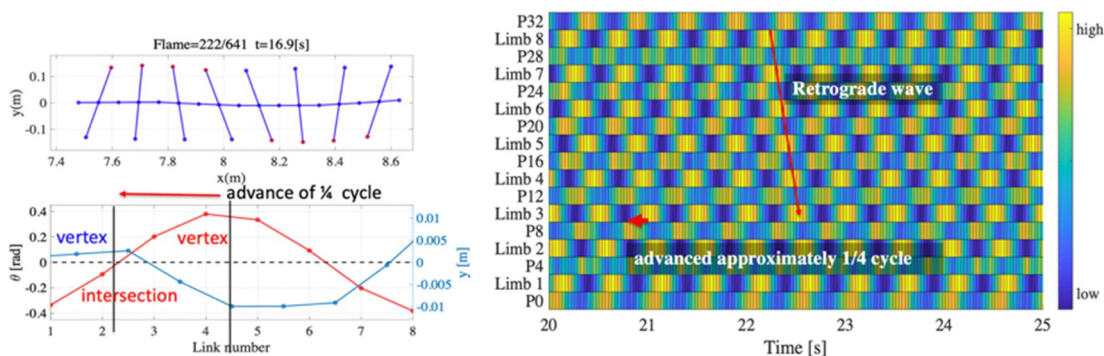 Flame=222/641 t=16.9[s]
y(m)
0.1
0
-0.1
7.4 7.6 7.8 8 8.2 8.4 8.6
x(m)
advance of ¼ cycle
θ [rad]
0.4
0.2
0
-0.2
-0.4
vertex
vertex
intersection
0.01
0.005
0
-0.005
-0.01
y [m]
1 2 3 4 5 6 7 8
Link number
P32
Limb 8
P28
Limb 7
P24
Limb 6
P20
Limb 5
P16
Limb 4
P12
Limb 3
P8
Limb 2
P4
Limb 1
P0
Retrograde wave
advanced approximately 1/4 cycle
20 21 22 23 24 25
Time [s]
high
low